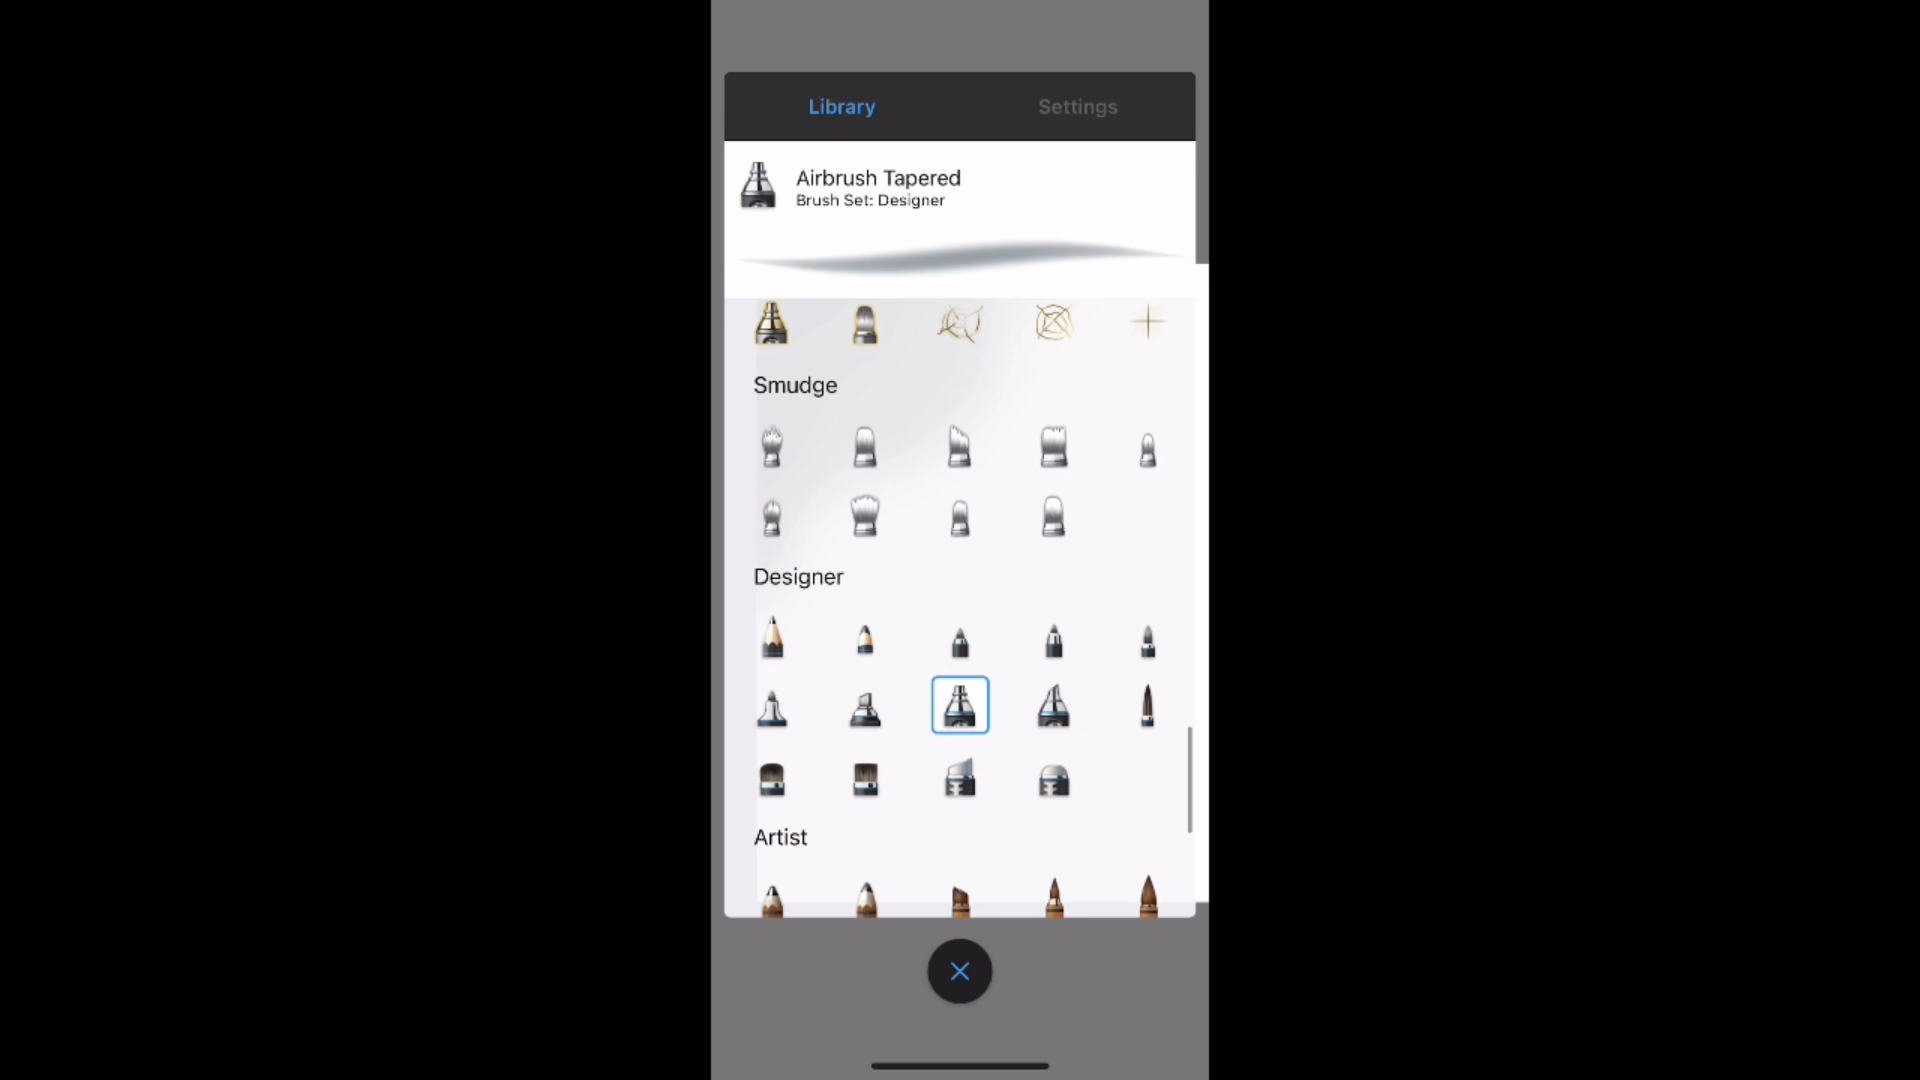 Library
Settings
Airbrush Tapered
Brush Set: Designer
Smudge
Designer
Artist